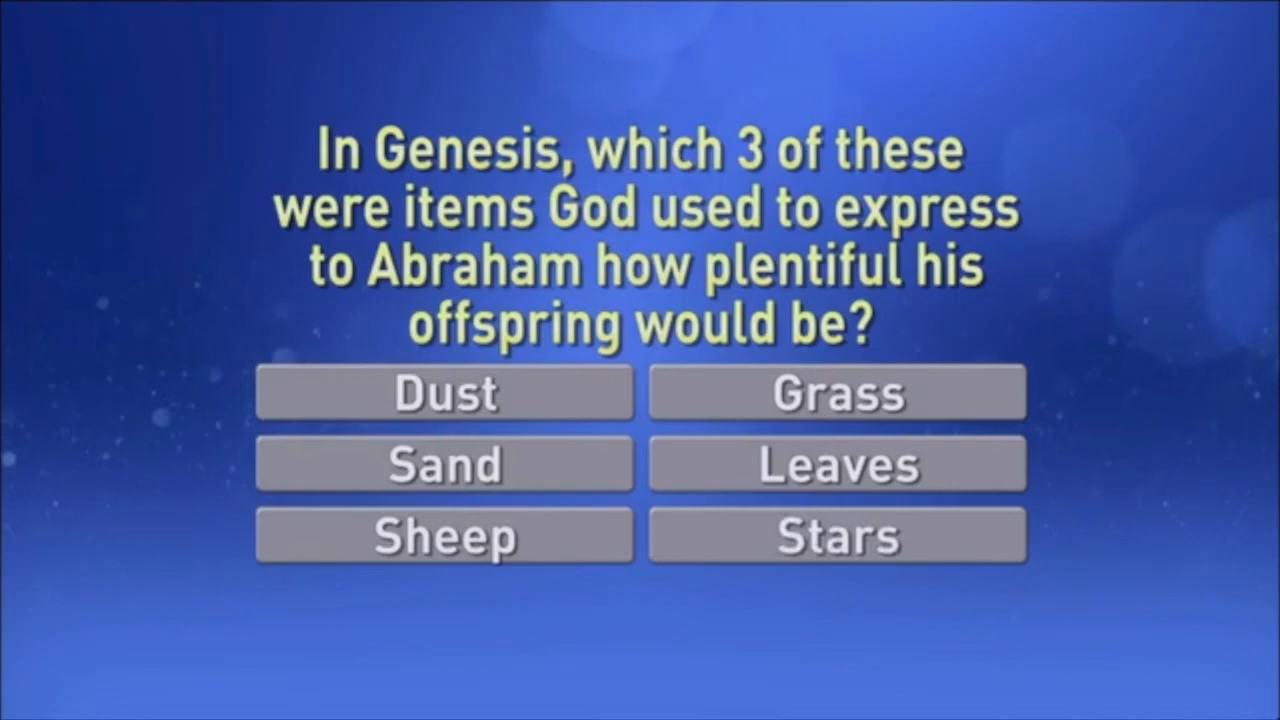 In Genesis, which 3 of these
were items God used to express
to Abraham how plentiful his
offspring would be?
Dust
Grass
Sand
Leaves
Sheep
Stars